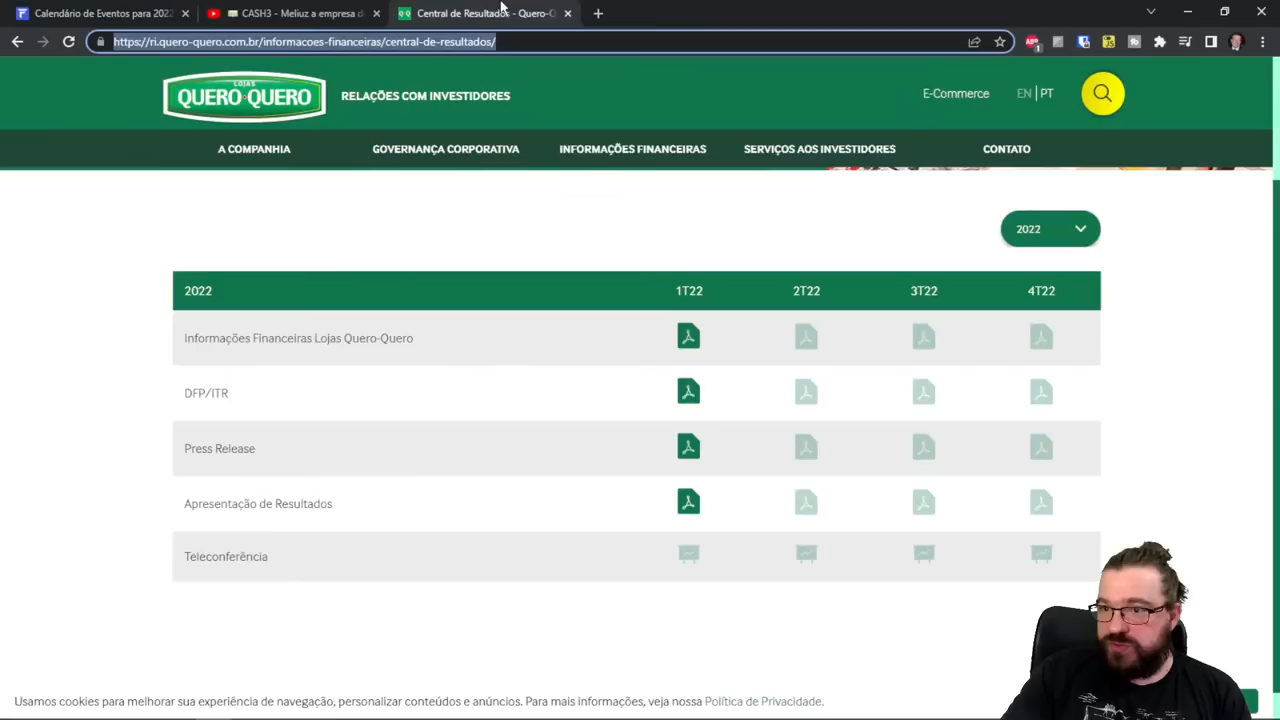 Calendário de Eventos para 2022
CASH3 - Meliuz a empresa d
Central de Resultados - Quero-Q
https://ri.quero-quero.com.br/informacoes-financeiras/central-de-resultados/
LOJAS
QUERO-QUERO
RELAÇÕES COM INVESTIDORES
E-Commerce
EN | PT
A COMPANHIA
GOVERNANÇA CORPORATIVA
INFORMAÇÕES FINANCEIRAS
SERVIÇOS AOS INVESTIDORES
CONTATO
2022
2022 1T22 2T22 3T22 4T22
Informações Financeiras Lojas Quero-Quero
DFP/ITR
Press Release
Apresentação de Resultados
Teleconferência
Usamos cookies para melhorar sua experiência de navegação, personalizar conteúdos e anúncios. Para mais informações, veja nossa Política de Privacidade.